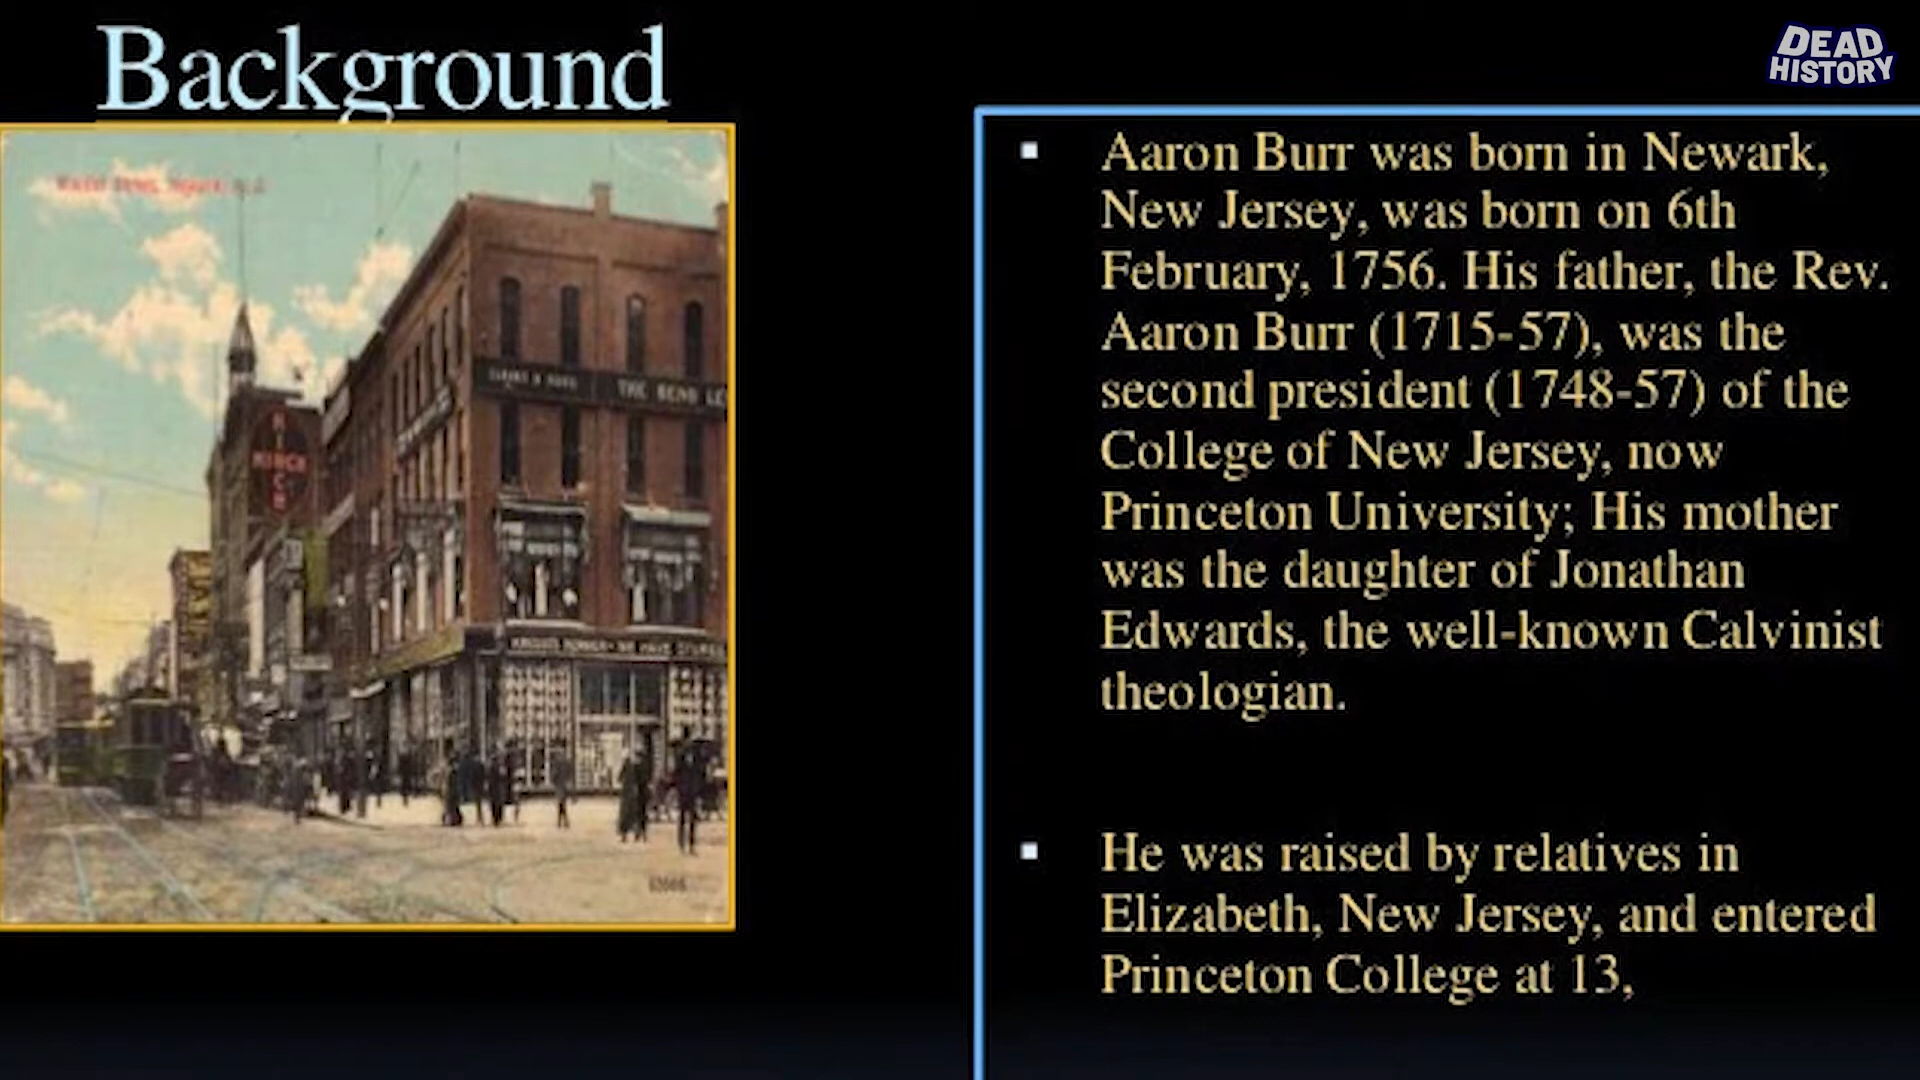 Background
DEAD
HISTORY
Aaron Burr was born in Newark,
New Jersey, was born on 6th
February, 1756. His father, the Rev.
Aaron Burr (1715-57), was the
second president (1748-57) of the
College of New Jersey, now
Princeton University; His mother
was the daughter of Jonathan
Edwards, the well-known Calvinist
theologian.
He was raised by relatives in
Elizabeth, New Jersey, and entered
Princeton College at 13,
THE